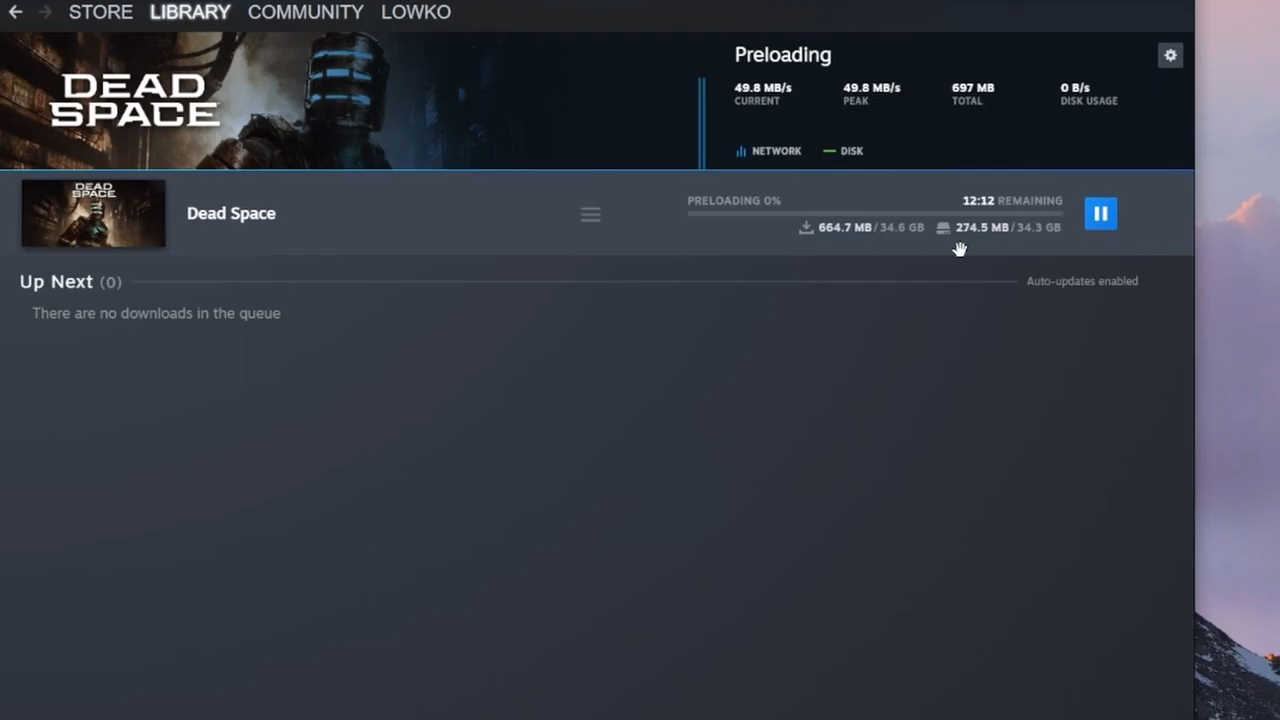 STORE LIBRARY COMMUNITY LOWKO
DEAD
SPACE
Preloading
49.8 MB/s 49.8 MB/s 697 MB 0 B/s
CURRENT PEAK TOTAL DISK USAGE
NETWORK DISK
DEAD
SPACE
Dead Space
PRELOADING 0% 12:12 REMAINING
664.7 MB / 34.6 GB 274.5 MB / 34.3 GB
Up Next (0) Auto-updates enabled
There are no downloads in the queue